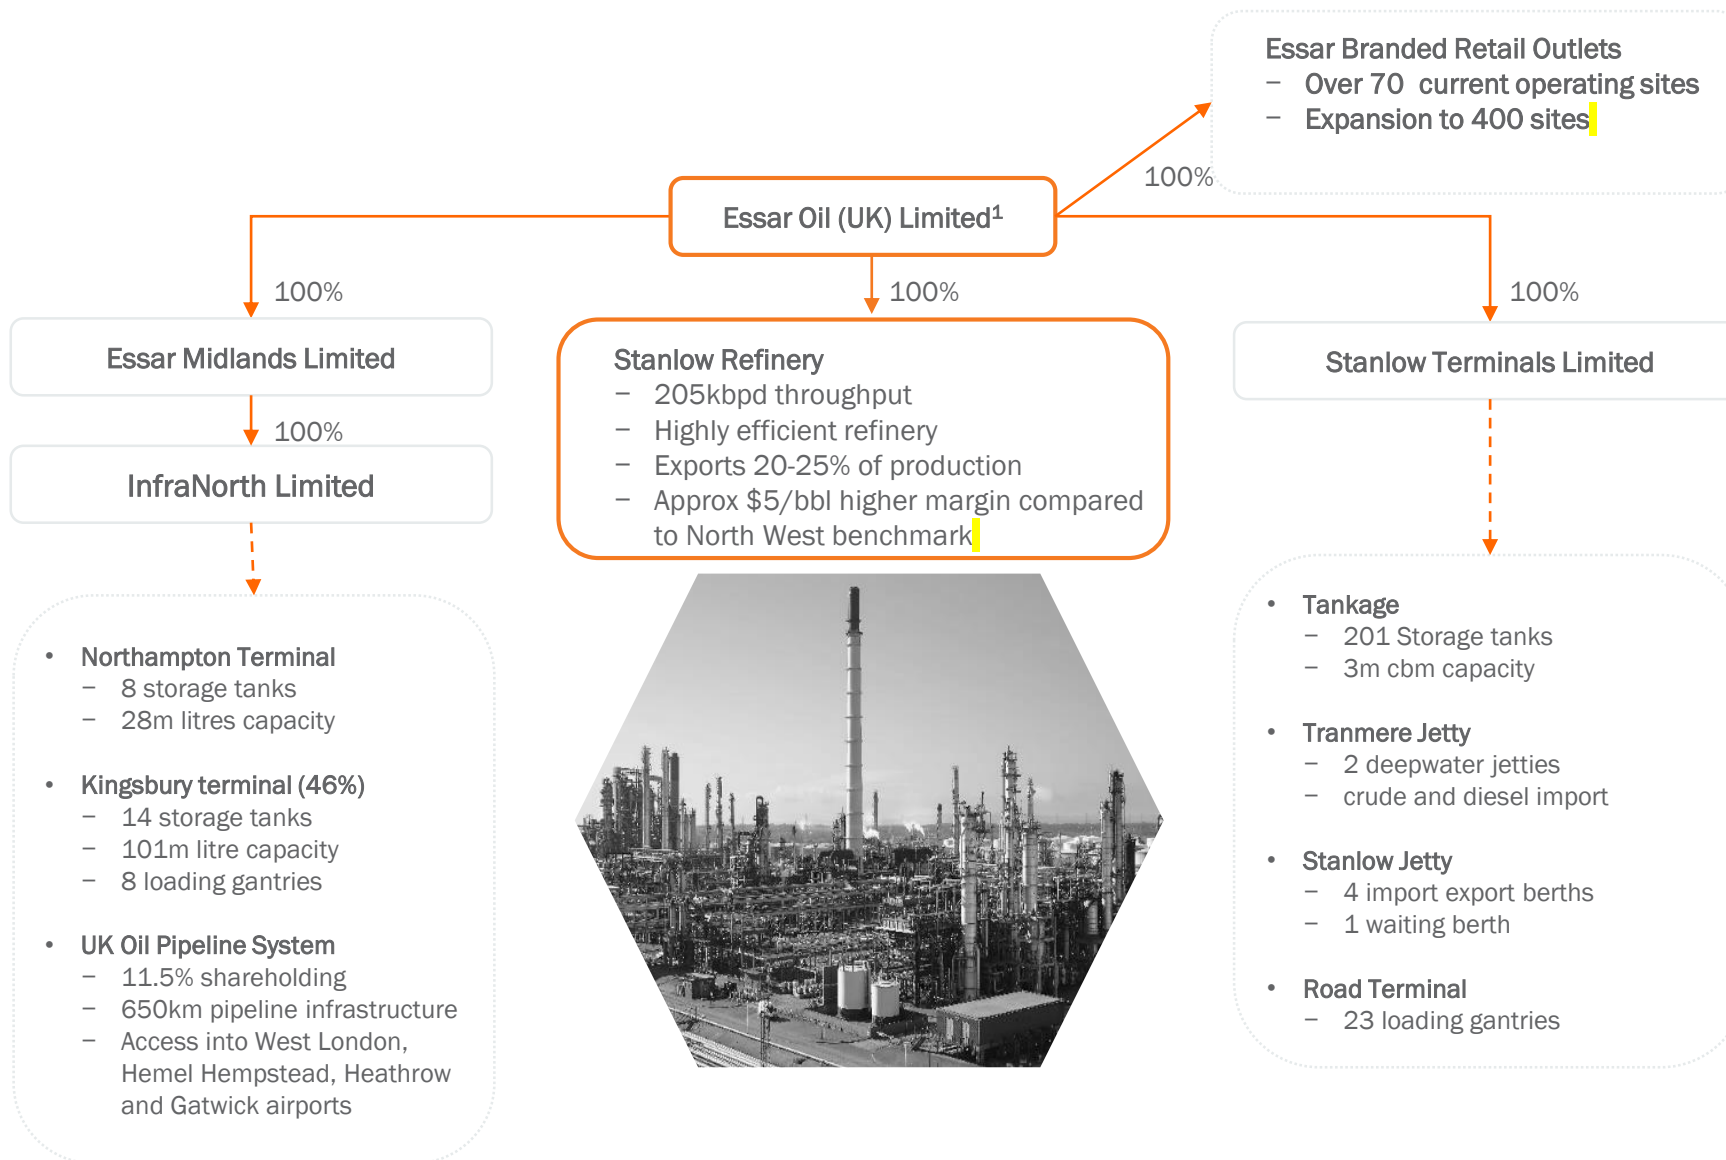 Essar Branded Retail Outlets
– Over 70 current operating sites
– Expansion to 400 sites
100%
Essar Oil (UK) Limited¹
100%
100%
100%
Essar Midlands Limited
Stanlow Refinery
– 205kbpd throughput
– Highly efficient refinery
– Exports 20-25% of production
– Approx $5/bbl higher margin compared
to North West benchmark
Stanlow Terminals Limited
100%
InfraNorth Limited
• Northampton Terminal
– 8 storage tanks
– 28m litres capacity
• Kingsbury terminal (46%)
– 14 storage tanks
– 101m litre capacity
– 8 loading gantries
• UK Oil Pipeline System
– 11.5% shareholding
– 650km pipeline infrastructure
– Access into West London,
Hemel Hempstead, Heathrow
and Gatwick airports
• Tankage
– 201 Storage tanks
– 3m cbm capacity
• Tranmere Jetty
– 2 deepwater jetties
– crude and diesel import
• Stanlow Jetty
– 4 import export berths
– 1 waiting berth
• Road Terminal
– 23 loading gantries